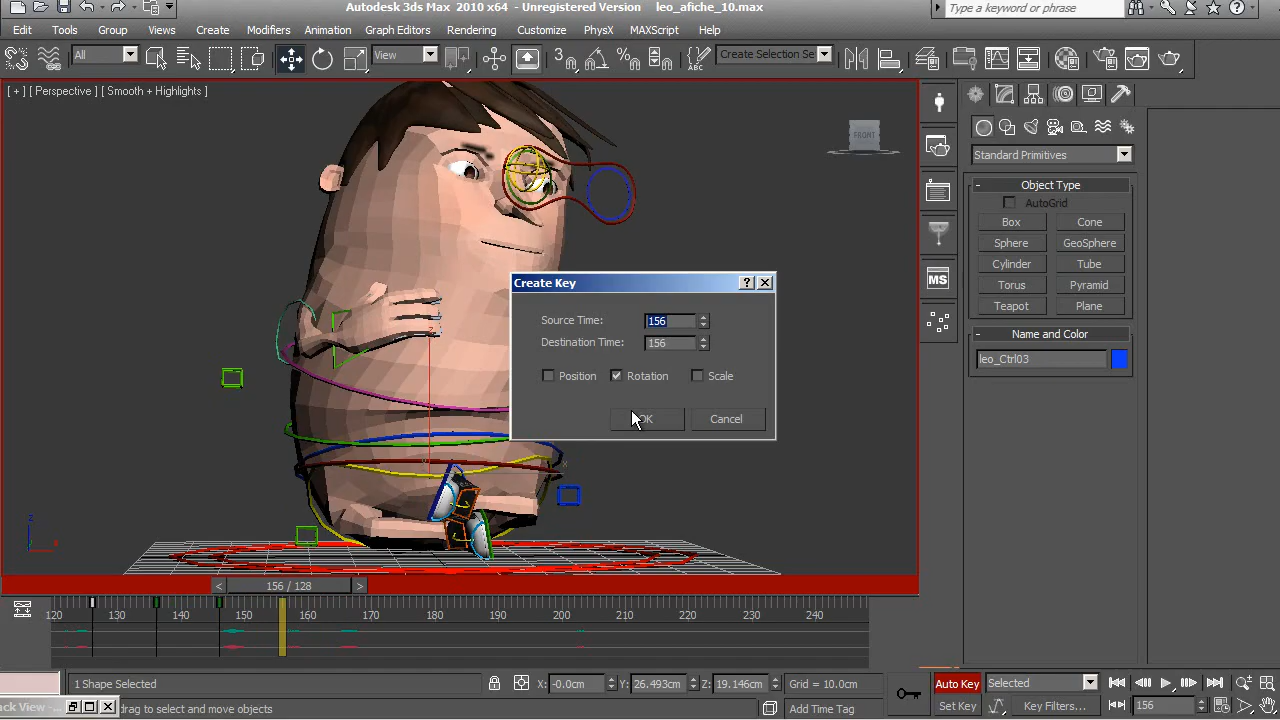 Autodesk 3ds Max 2010 x64 - Unregistered Version leo_afiche_10.max
Type a keyword or phrase
Edit Tools Group Views Create Modifiers Animation Graph Editors Rendering Customize PhysX MAXScript Help
All View 3 Create Selection Se
[ + ] [ Perspective ] [ Smooth + Highlights ]
FRONT
MS
Standard Primitives
Object Type
AutoGrid
Box Cone
Sphere GeoSphere
Cylinder Tube
Torus Pyramid
Teapot Plane
Name and Color
leo_Ctrl03
Create Key
Source Time: 156
Destination Time: 156
Position Rotation Scale
OK Cancel
z
x
z
x
< 156 / 128 >
120 130 140 150 160 170 180 190 200 210 220 230 240
1 Shape Selected X: -0.0cm Y: 26.493cm Z: 19.146cm Grid = 10.0cm Auto Key Selected
ack View - drag to select and move objects Add Time Tag Set Key Key Filters... 156